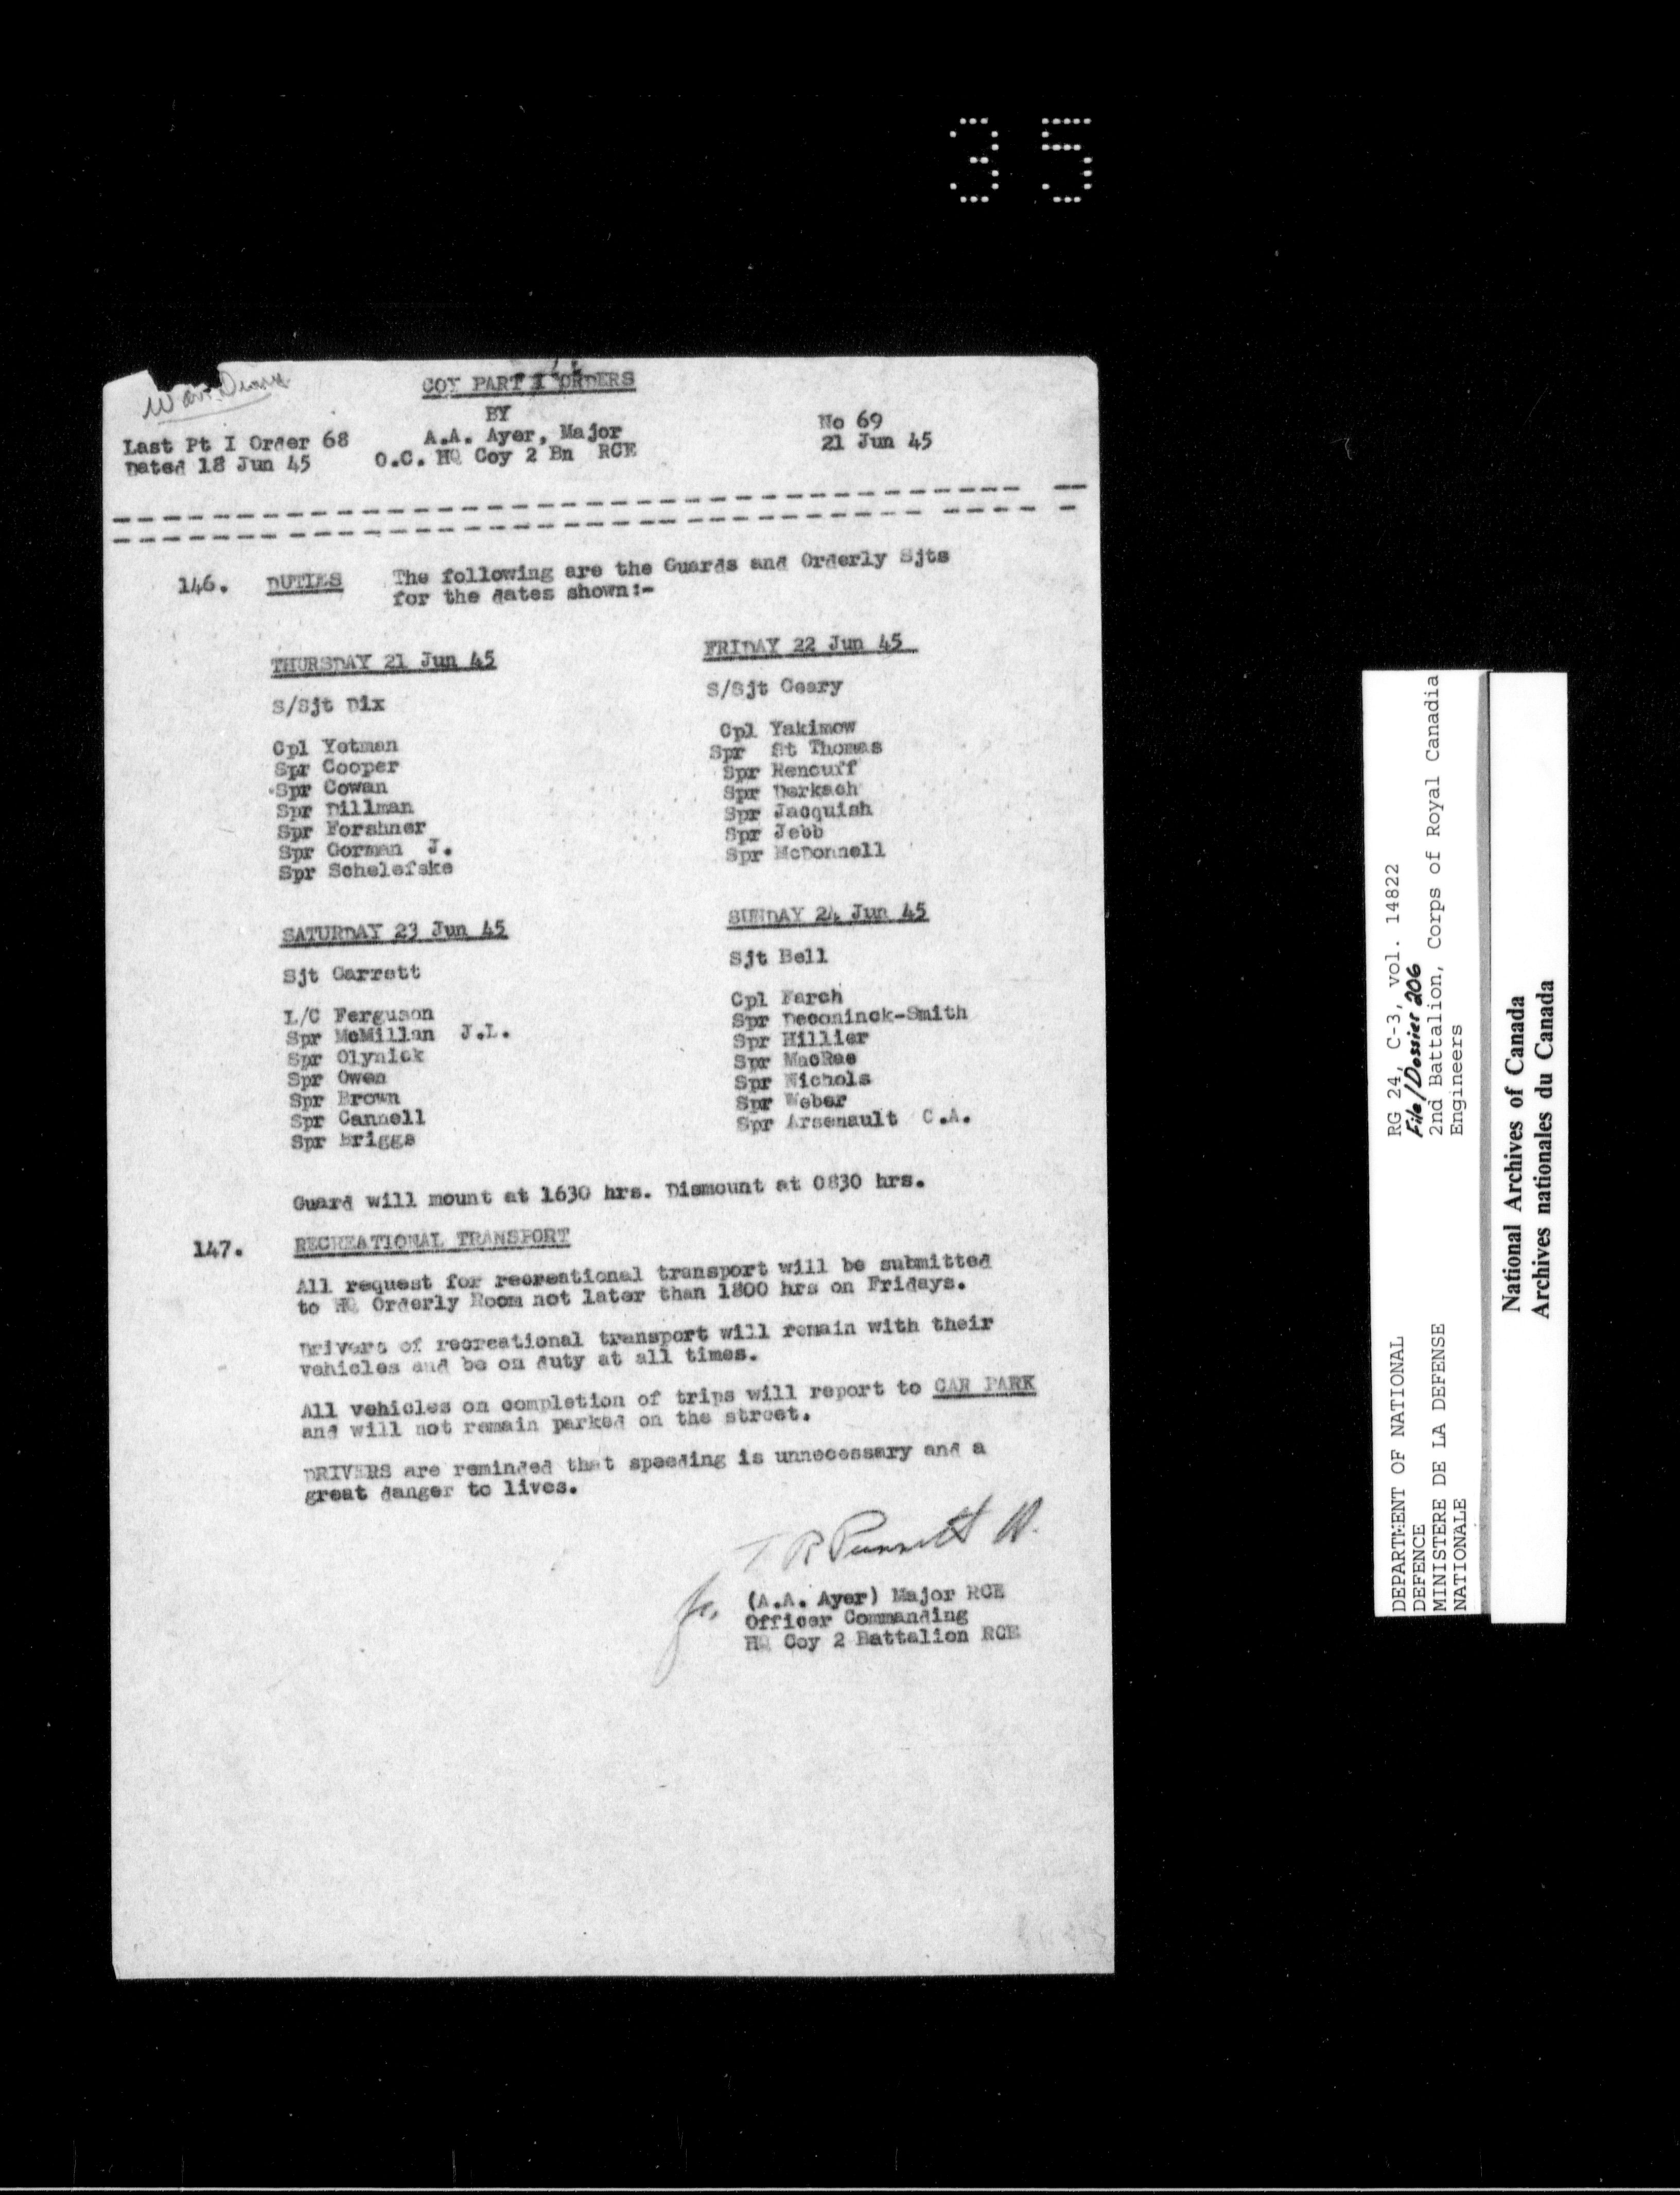 35
War Diary
COY PART I ORDERS
BY
A.A. Ayer, Major
O.C. HQ Coy 2 Bn RCE
Last Pt I Order 68
Dated 18 Jun 45
No 69
21 Jun 45
146. DUTIES The following are the Guards and Orderly Sjts
for the dates shown:-
THURSDAY 21 Jun 45
S/Sjt Dix
Cpl Yetman
Spr Cooper
Spr Cowan
Spr Dillman
Spr Forshner
Spr Gorman J.
Spr Schelefske
FRIDAY 22 Jun 45
S/Sjt Geary
Cpl Yakimow
Spr St Thomas
Spr Rencuff
Spr Derksch
Spr Jacquish
Spr Jebb
Spr McDonnell
SATURDAY 23 Jun 45
Sjt Garrett
L/C Ferguson
Spr McMillan J.L.
Spr Olynick
Spr Owen
Spr Brown
Spr Cannell
Spr Briggs
SUNDAY 24 Jun 45
Sjt Bell
Cpl Farch
Spr Deconinck-Smith
Spr Hillier
Spr MacRae
Spr Nichols
Spr Weber
Spr Arsenault C.A.
Guard will mount at 1630 hrs. Dismount at 0830 hrs.
147. RECREATIONAL TRANSPORT
All request for recreational transport will be submitted
to HQ Orderly Room not later than 1800 hrs on Fridays.
Drivers of recreational transport will remain with their
vehicles and be on duty at all times.
All vehicles on completion of trips will report to CAR PARK
and will not remain parked on the street.
DRIVERS are reminded that speeding is unnecessary and a
great danger to lives.
for
(A.A. Ayer) Major RCE
Officer Commanding
HQ Coy 2 Battalion RCE
RG 24, C-3, vol. 14822
File/Dossier 206
2nd Battalion, Corps of Royal Canadia
Engineers
DEPARTMENT OF NATIONAL
DEFENCE
MINISTERE DE LA DEFENSE
NATIONALE
National Archives of Canada
Archives nationales du Canada